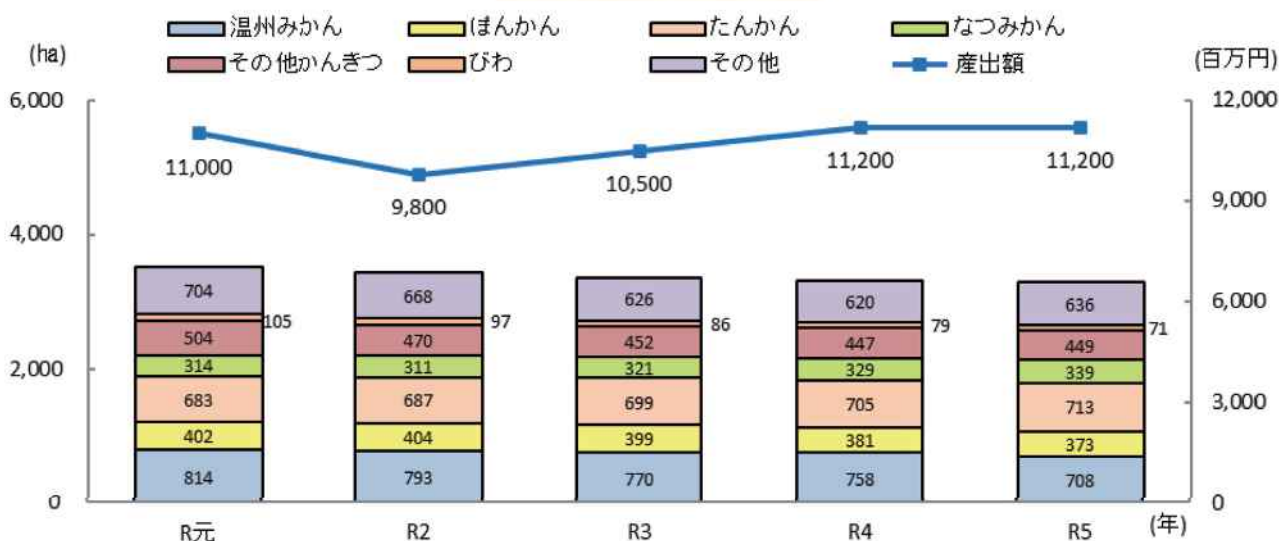 温州みかん ぽんかん たんかん なつみかん
(ha) その他かんきつ びわ その他 産出額 (百万円)
6,000 12,000
11,000 9,800 10,500 11,200 11,200
9,000
4,000
704 668 626 620 636 6,000
105 97 86 79 71
504 470 452 447 449
314 311 321 329 339
2,000
683 687 699 705 713 3,000
402 404 399 381 373
814 793 770 758 708
0 0
R元 R2 R3 R4 R5 (年)